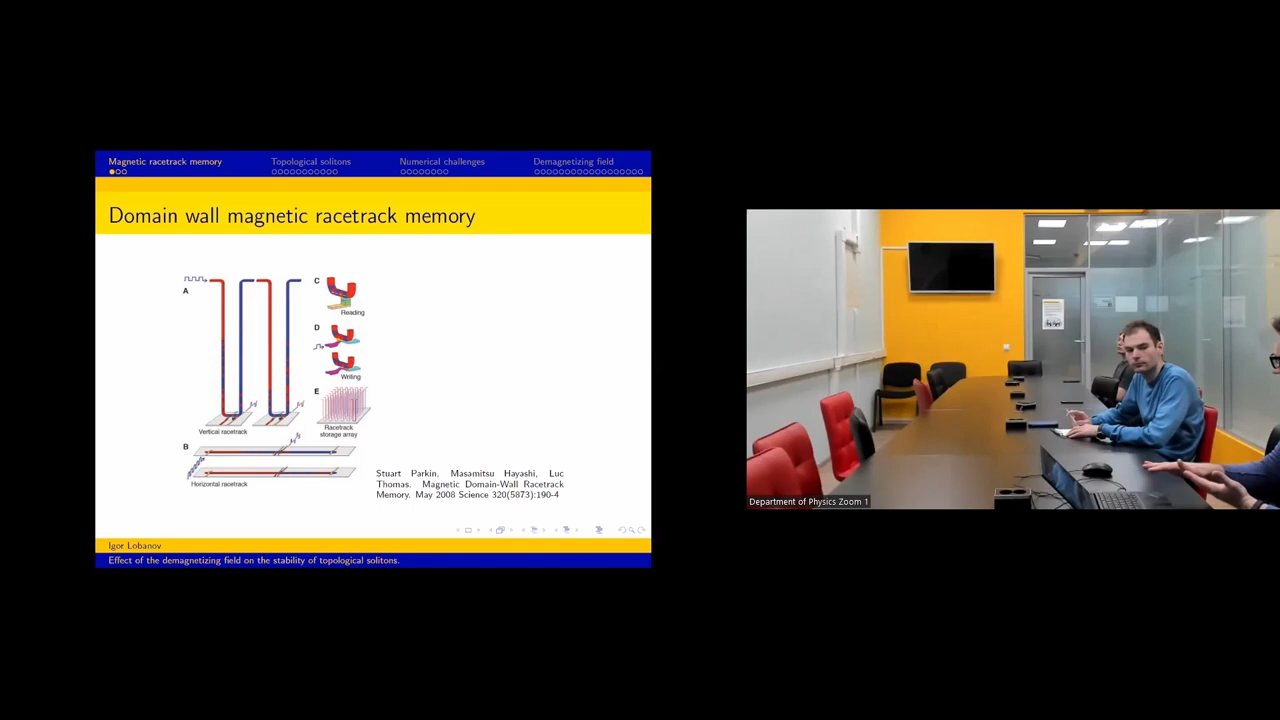 Magnetic racetrack memory
Topological solitons
Numerical challenges
Demagnetizing field
Domain wall magnetic racetrack memory
A
C
Reading
D
Writing
E
Racetrack
storage array
Vertical racetrack
B
Horizontal racetrack
Stuart Parkin, Masamitsu Hayashi, Luc
Thomas. Magnetic Domain-Wall Racetrack
Memory. May 2008 Science 320(5873):190-4
Igor Lobanov
Effect of the demagnetizing field on the stability of topological solitons.
Department of Physics Zoom 1